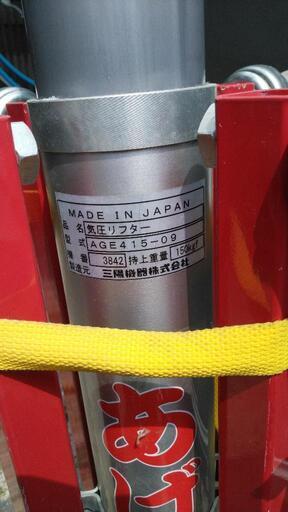 MADE IN JAPAN
品名 気圧リフター
型式 AGE415-09
機番 3842 持上重量 150kgf
製造元 三陽機器株式会社
あげ